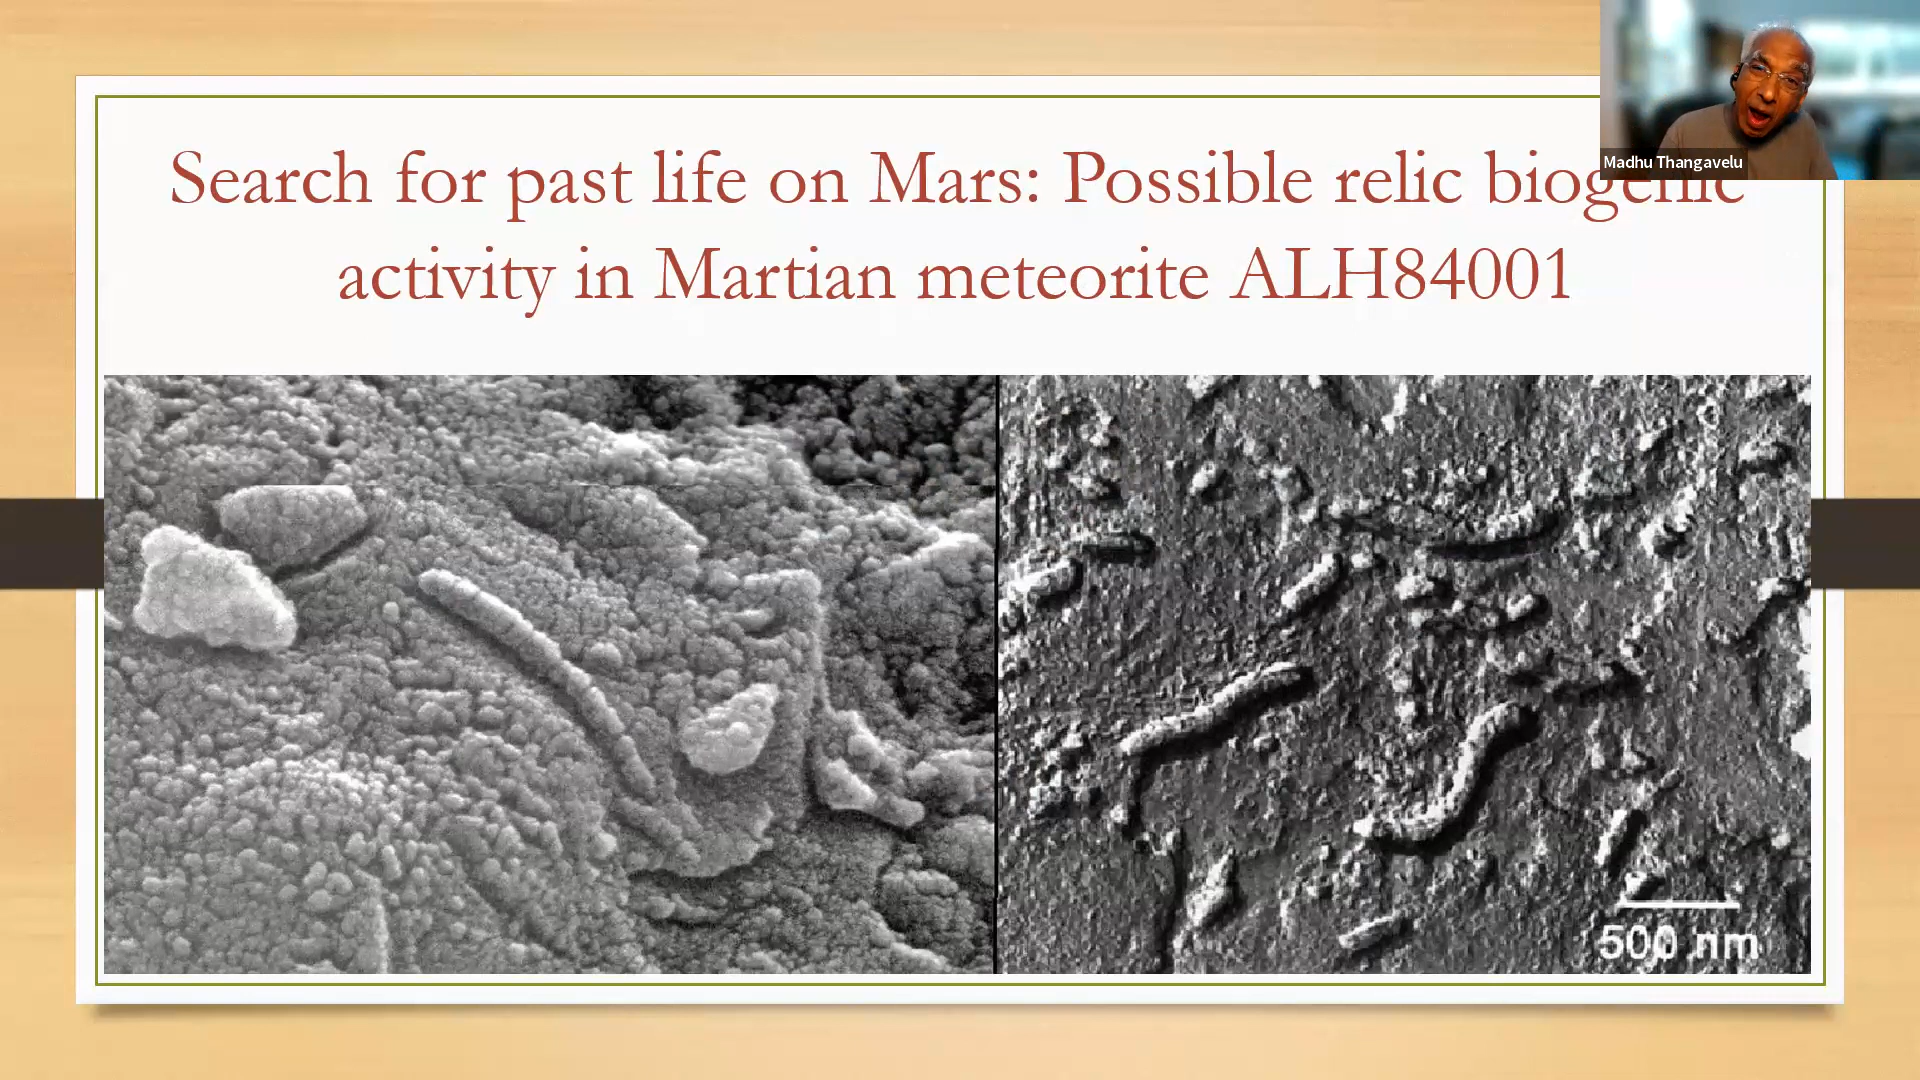 Search for past life on Mars: Possible relic biogenic
activity in Martian meteorite ALH84001
Madhu Thangavelu
500 nm